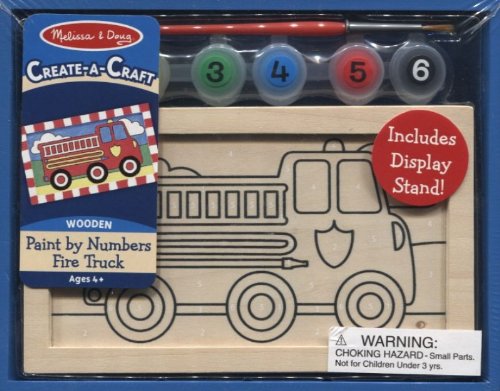 Melissa & Doug
CREATE-A-CRAFT
WOODEN
Paint by Numbers
Fire Truck
Ages 4+
3
4
5
6
Includes
Display
Stand!
WARNING:
CHOKING HAZARD - Small Parts.
Not for Children Under 3 yrs.